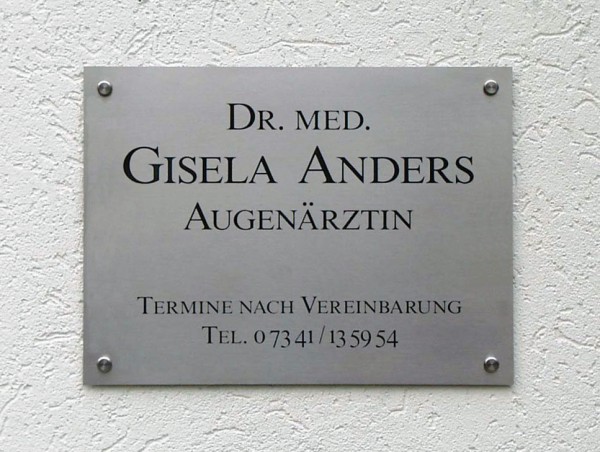 Dr. med.
Gisela Anders
Augenärztin
Termine nach Vereinbarung
Tel. 0 73 41 / 13 59 54